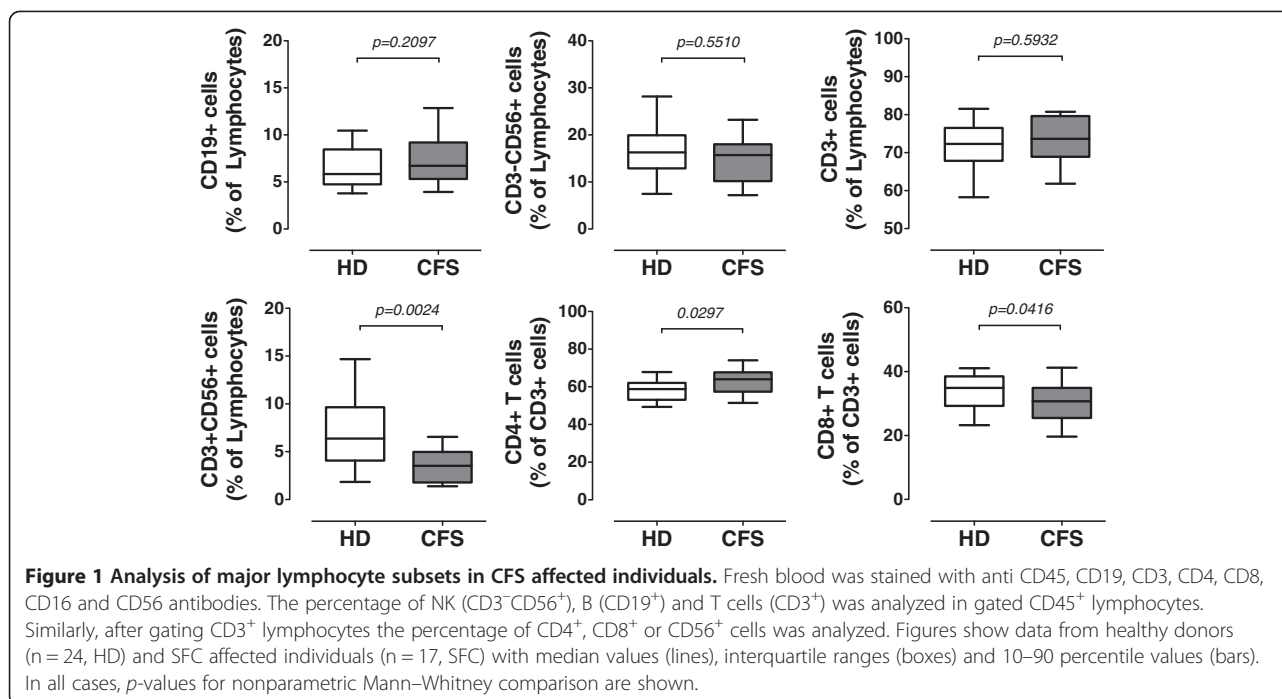 p=0.2097
CD19+ cells
(% of Lymphocytes)
20
15
10
5
0
HD CFS
p=0.5510
CD3-CD56+ cells
(% of Lymphocytes)
40
30
20
10
0
HD CFS
p=0.5932
CD3+ cells
(% of Lymphocytes)
100
90
80
70
60
50
HD CFS
p=0.0024
CD3+CD56+ cells
(% of Lymphocytes)
20
15
10
5
0
HD CFS
0.0297
CD4+ T cells
(% of CD3+ cells)
100
80
60
40
20
0
HD CFS
p=0.0416
CD8+ T cells
(% of CD3+ cells)
60
40
20
0
HD CFS
Figure 1 Analysis of major lymphocyte subsets in CFS affected individuals. Fresh blood was stained with anti CD45, CD19, CD3, CD4, CD8,
CD16 and CD56 antibodies. The percentage of NK (CD3⁻CD56⁺), B (CD19⁺) and T cells (CD3⁺) was analyzed in gated CD45⁺ lymphocytes.
Similarly, after gating CD3⁺ lymphocytes the percentage of CD4⁺, CD8⁺ or CD56⁺ cells was analyzed. Figures show data from healthy donors
(n = 24, HD) and SFC affected individuals (n = 17, SFC) with median values (lines), interquartile ranges (boxes) and 10–90 percentile values (bars).
In all cases, p-values for nonparametric Mann–Whitney comparison are shown.